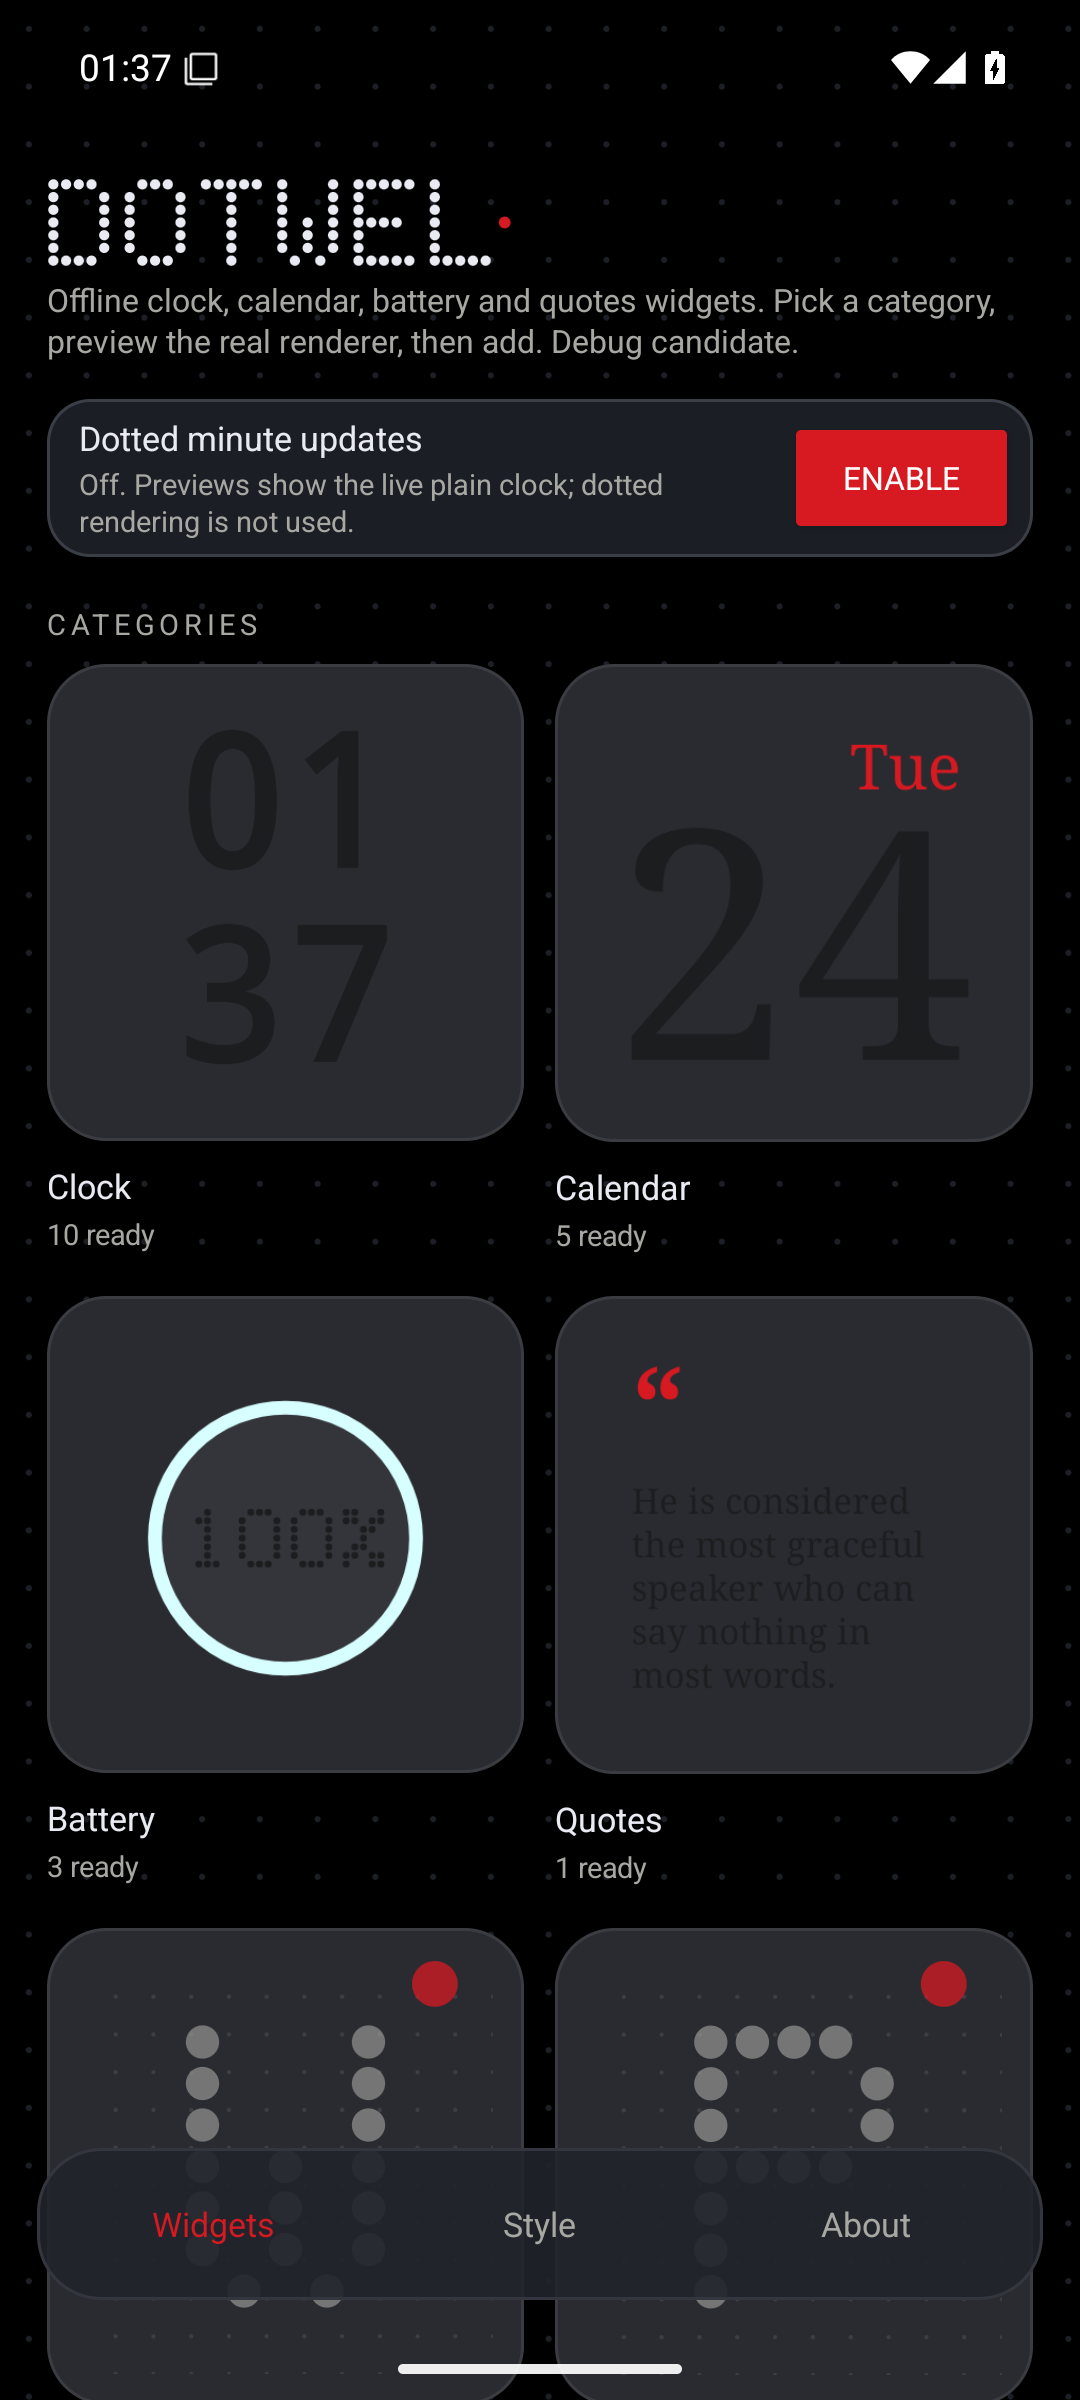 01:37
DOTWEL
Offline clock, calendar, battery and quotes widgets. Pick a category,
preview the real renderer, then add. Debug candidate.
Dotted minute updates
Off. Previews show the live plain clock; dotted
rendering is not used.
ENABLE
CATEGORIES
01
37
Tue
24
Clock
10 ready
Calendar
5 ready
100%
“
He is considered
the most graceful
speaker who can
say nothing in
most words.
Battery
3 ready
Quotes
1 ready
W
P
Widgets
Style
About